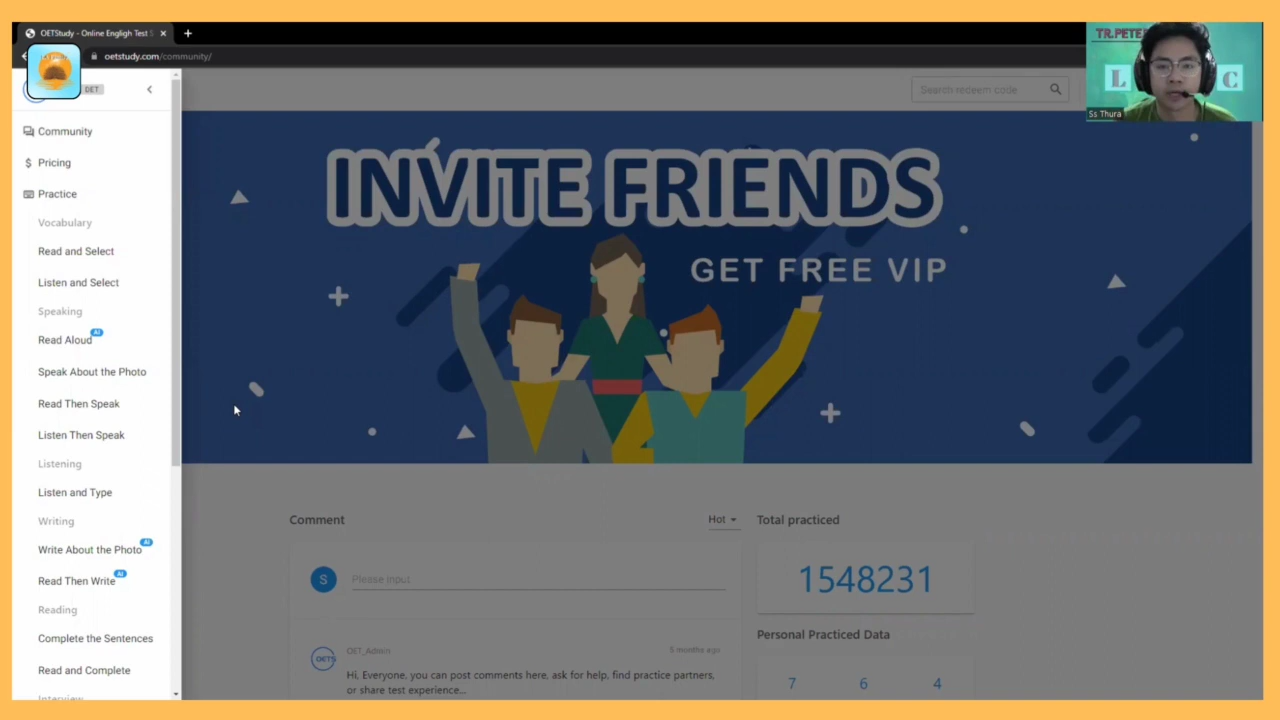 OETStudy - Online Engligh Test S
oetstudy.com/community/
OET
Search redeem code
TR.PETE
L C
Ss Thura
Community
Pricing
Practice
Vocabulary
Read and Select
Listen and Select
Speaking
Read Aloud AI
Speak About the Photo
Read Then Speak
Listen Then Speak
Listening
Listen and Type
Writing
Write About the Photo AI
Read Then Write AI
Reading
Complete the Sentences
Read and Complete
Interview
INVITE FRIENDS
GET FREE VIP
Comment
Hot
S
Please input
OETS
OET_Admin
5 months ago
Hi, Everyone, you can post comments here, ask for help, find practice partners,
or share test experience...
Total practiced
1548231
Personal Practiced Data
7 6 4